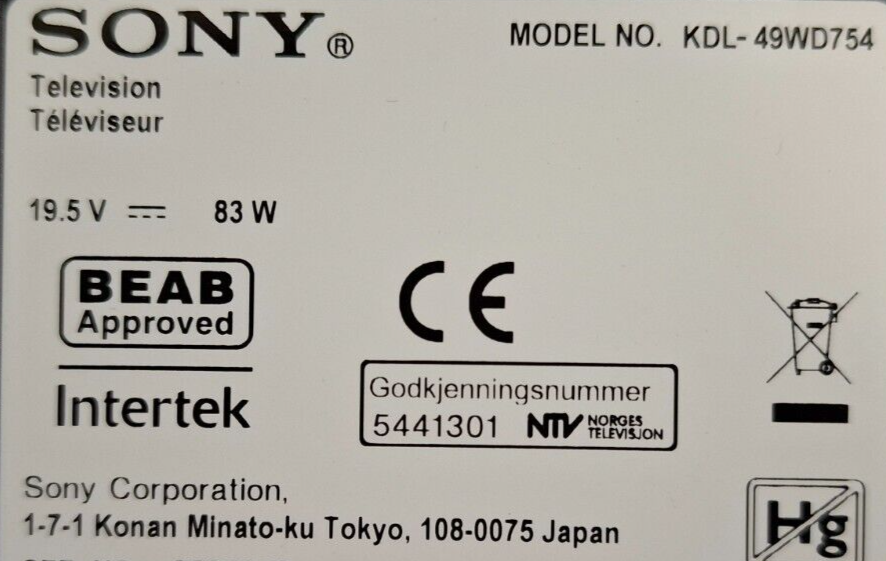 SONY®
MODEL NO. KDL-49WD754
Television
Téléviseur
19.5 V ⎓ 83 W
BEAB
Approved
Intertek
CE
Godkjenningsnummer
5441301 NTV NORGES
TELEVISJON
Hg
Sony Corporation,
1-7-1 Konan Minato-ku Tokyo, 108-0075 Japan